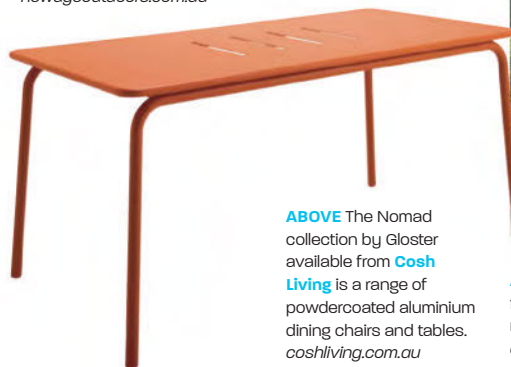 ABOVE The Nomad
collection by Gloster
available from Cosh
Living is a range of
powdercoated aluminium
dining chairs and tables.
coshliving.com.au